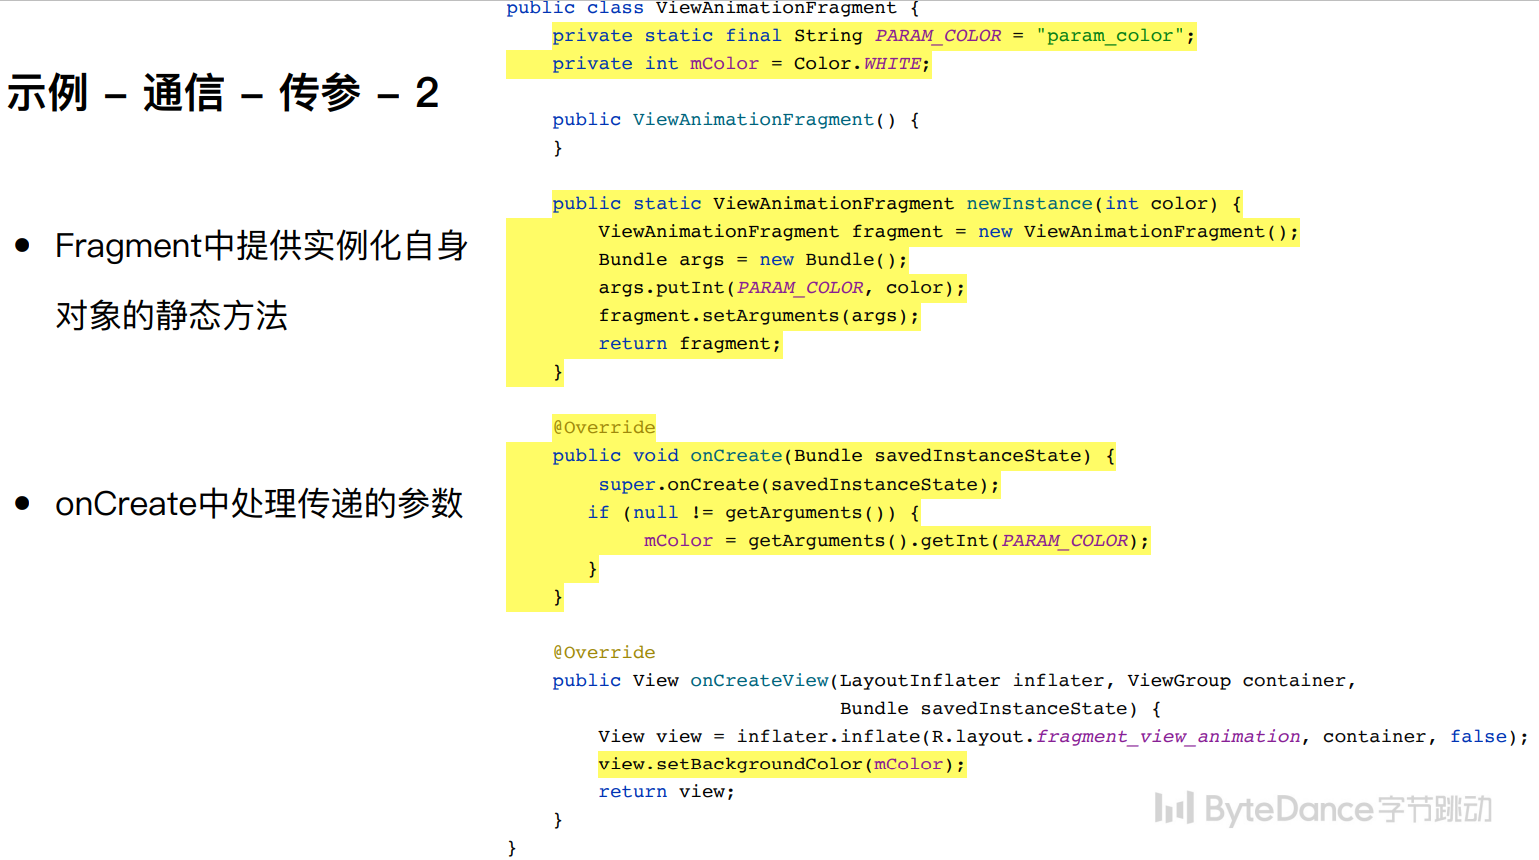 示例 – 通信 – 传参 – 2
● Fragment中提供实例化自身
对象的静态方法
● onCreate中处理传递的参数
public class ViewAnimationFragment {
    private static final String PARAM_COLOR = "param_color";
    private int mColor = Color.WHITE;
    public ViewAnimationFragment() {
    }
    public static ViewAnimationFragment newInstance(int color) {
        ViewAnimationFragment fragment = new ViewAnimationFragment();
        Bundle args = new Bundle();
        args.putInt(PARAM_COLOR, color);
        fragment.setArguments(args);
        return fragment;
    }
    @Override
    public void onCreate(Bundle savedInstanceState) {
        super.onCreate(savedInstanceState);
       if (null != getArguments()) {
            mColor = getArguments().getInt(PARAM_COLOR);
       }
    }
    @Override
    public View onCreateView(LayoutInflater inflater, ViewGroup container,
                             Bundle savedInstanceState) {
        View view = inflater.inflate(R.layout.fragment_view_animation, container, false);
        view.setBackgroundColor(mColor);
        return view;
    }
}
ByteDance字节跳动